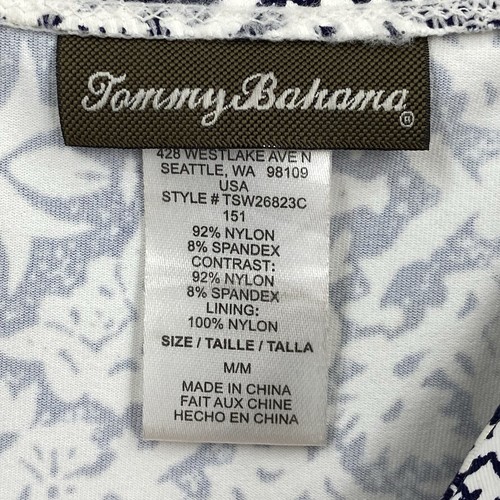 Tommy Bahama®
428 WESTLAKE AVE N
SEATTLE, WA 98109
USA
STYLE # TSW26823C
151
92% NYLON
8% SPANDEX
CONTRAST:
92% NYLON
8% SPANDEX
LINING:
100% NYLON
SIZE / TAILLE / TALLA
M/M
MADE IN CHINA
FAIT AUX CHINE
HECHO EN CHINA